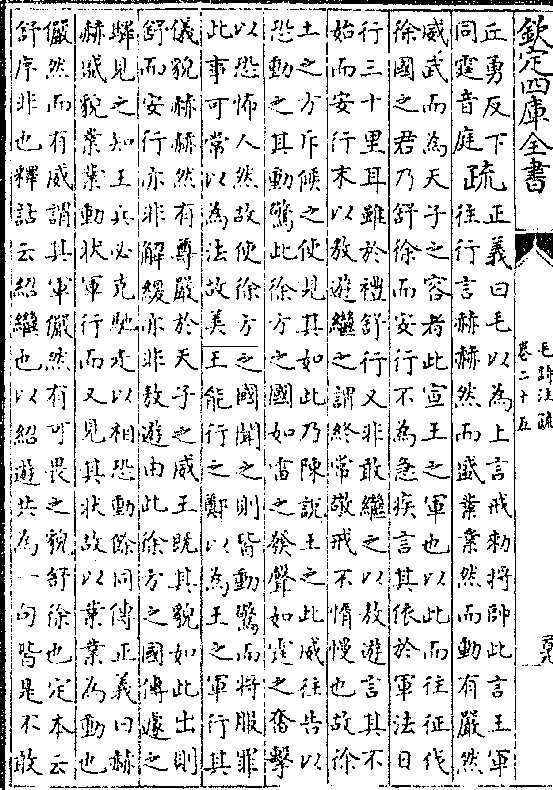 欽定四庫全書
毛詩注疏
卷二十五
丘勇反下
同霆音庭
疏
正義曰毛以為上言戒勑將帥此言王軍
往行言赫赫然而盛業業然而動有嚴然
威武而為天子之容者此宣王之軍也以此而往征伐
徐國之君乃舒徐而安行不為急疾言其依於軍法日
行三十里耳雖於禮舒行又非敢繼之以敖遊言其不
始而安行末以敖遊繼之謂終常敬戒不惰慢也故徐
土之方斥候之使見其如此乃陳說王之此威往告以
恐動之其動驚此徐方之國如雷之發聲如霆之奮擊
以恐怖人然故使徐方之國聞之則皆動驚而將服罪
此事可常以為法故美王能行之鄭以為王之軍行其
儀貌赫赫然有尊嚴於天子之威王既其貌如此出則
舒而安行亦非解緩亦非敖遊由此徐方之國傳遽之
驛見之知王兵必克馳走以相恐動餘同傳正義曰赫
赫盛貌業業動狀軍行而又見其狀故以業業為動也
儼然而有威謂其軍儼然有可畏之貌舒徐也定本云
舒序非也釋詁云紹繼也以紹遊共為一句皆是不敢